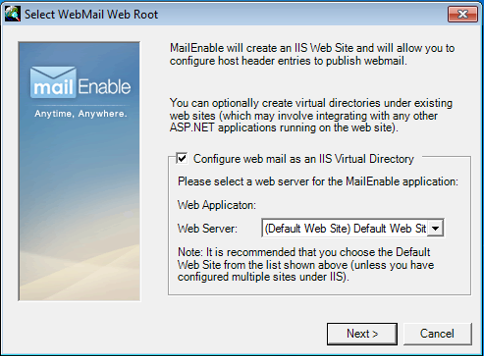 Select WebMail Web Root
mail Enable
Anytime, Anywhere.
MailEnable will create an IIS Web Site and will allow you to
configure host header entries to publish webmail.
You can optionally create virtual directories under existing
web sites (which may involve integrating with any other
ASP.NET applications running on the web site).
Configure web mail as an IIS Virtual Directory
Please select a web server for the MailEnable application:
Web Applicaton:
Web Server:
(Default Web Site) Default Web Sit
Note: It is recommended that you choose the Default
Web Site from the list shown above (unless you have
configured multiple sites under IIS).
Next >
Cancel